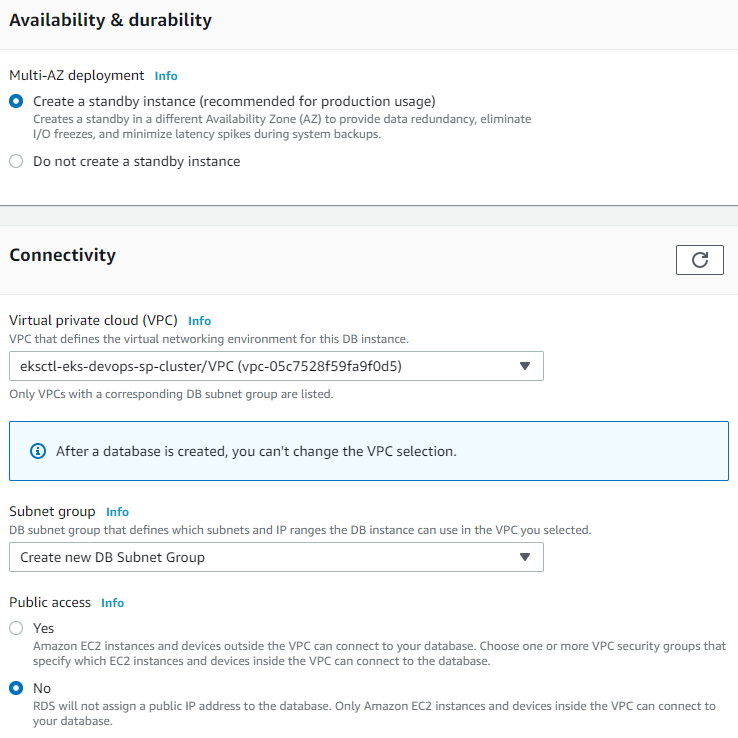 Availability & durability
Multi-AZ deployment Info
Create a standby instance (recommended for production usage)
Creates a standby in a different Availability Zone (AZ) to provide data redundancy, eliminate
I/O freezes, and minimize latency spikes during system backups.
Do not create a standby instance
Connectivity
Virtual private cloud (VPC) Info
VPC that defines the virtual networking environment for this DB instance.
eksctl-eks-devops-sp-cluster/VPC (vpc-05c7528f59fa9f0d5)
Only VPCs with a corresponding DB subnet group are listed.
After a database is created, you can't change the VPC selection.
Subnet group Info
DB subnet group that defines which subnets and IP ranges the DB instance can use in the VPC you selected.
Create new DB Subnet Group
Public access Info
Yes
Amazon EC2 instances and devices outside the VPC can connect to your database. Choose one or more VPC security groups that
specify which EC2 instances and devices inside the VPC can connect to the database.
No
RDS will not assign a public IP address to the database. Only Amazon EC2 instances and devices inside the VPC can connect to
your database.